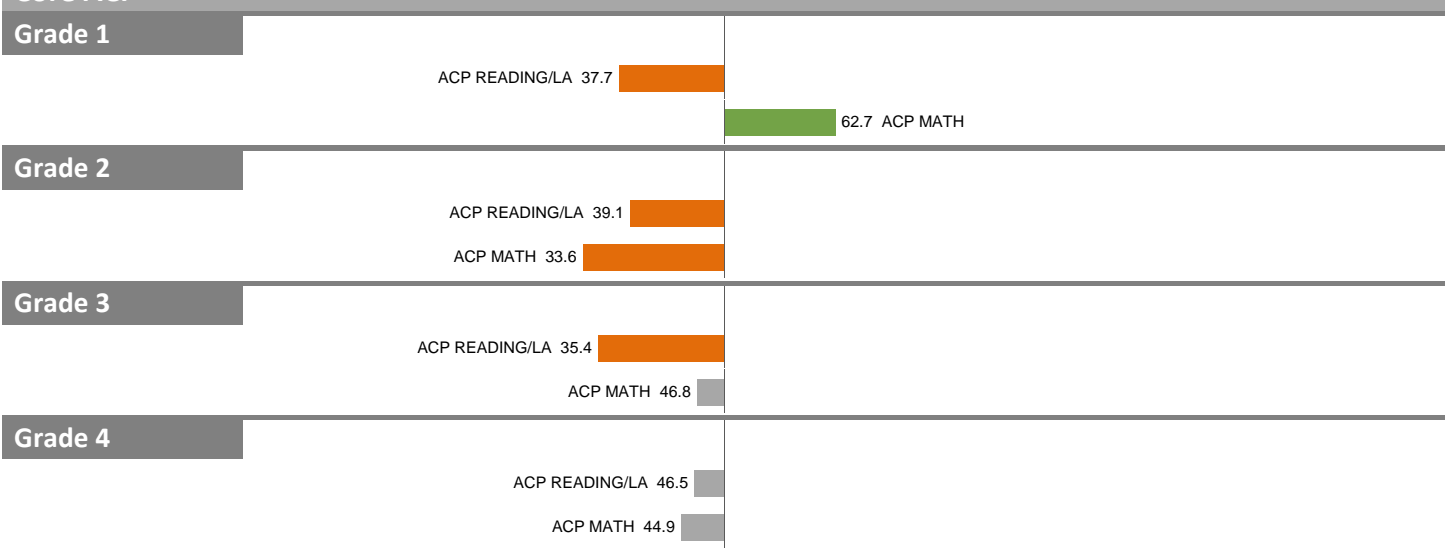 Grade 1
ACP READING/LA 37.7
62.7 ACP MATH
Grade 2
ACP READING/LA 39.1
ACP MATH 33.6
Grade 3
ACP READING/LA 35.4
ACP MATH 46.8
Grade 4
ACP READING/LA 46.5
ACP MATH 44.9